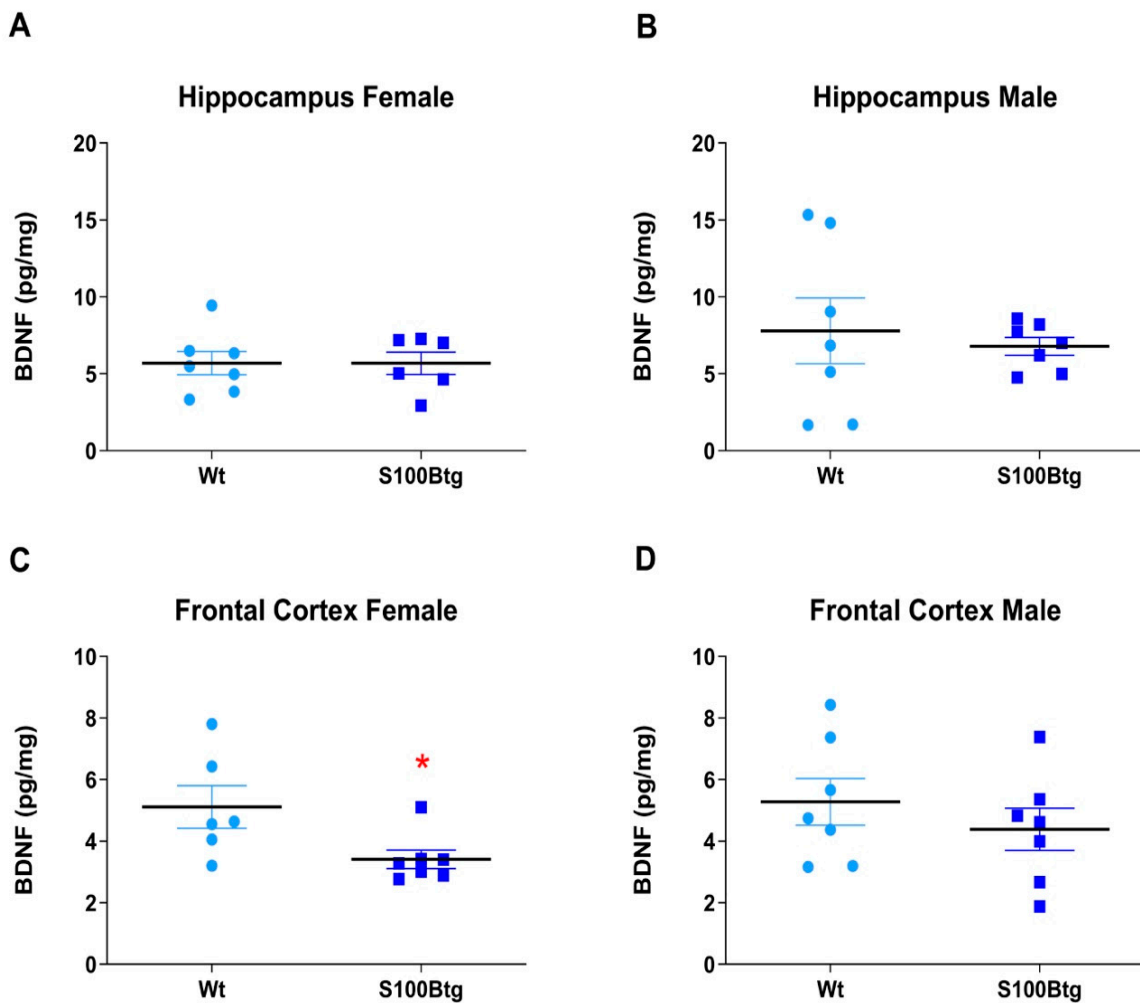 A
Hippocampus Female
BDNF (pg/mg)
20
15
10
5
0
Wt
S100Btg
B
Hippocampus Male
BDNF (pg/mg)
20
15
10
5
0
Wt
S100Btg
C
Frontal Cortex Female
BDNF (pg/mg)
10
8
6
4
2
0
*
Wt
S100Btg
D
Frontal Cortex Male
BDNF (pg/mg)
10
8
6
4
2
0
Wt
S100Btg